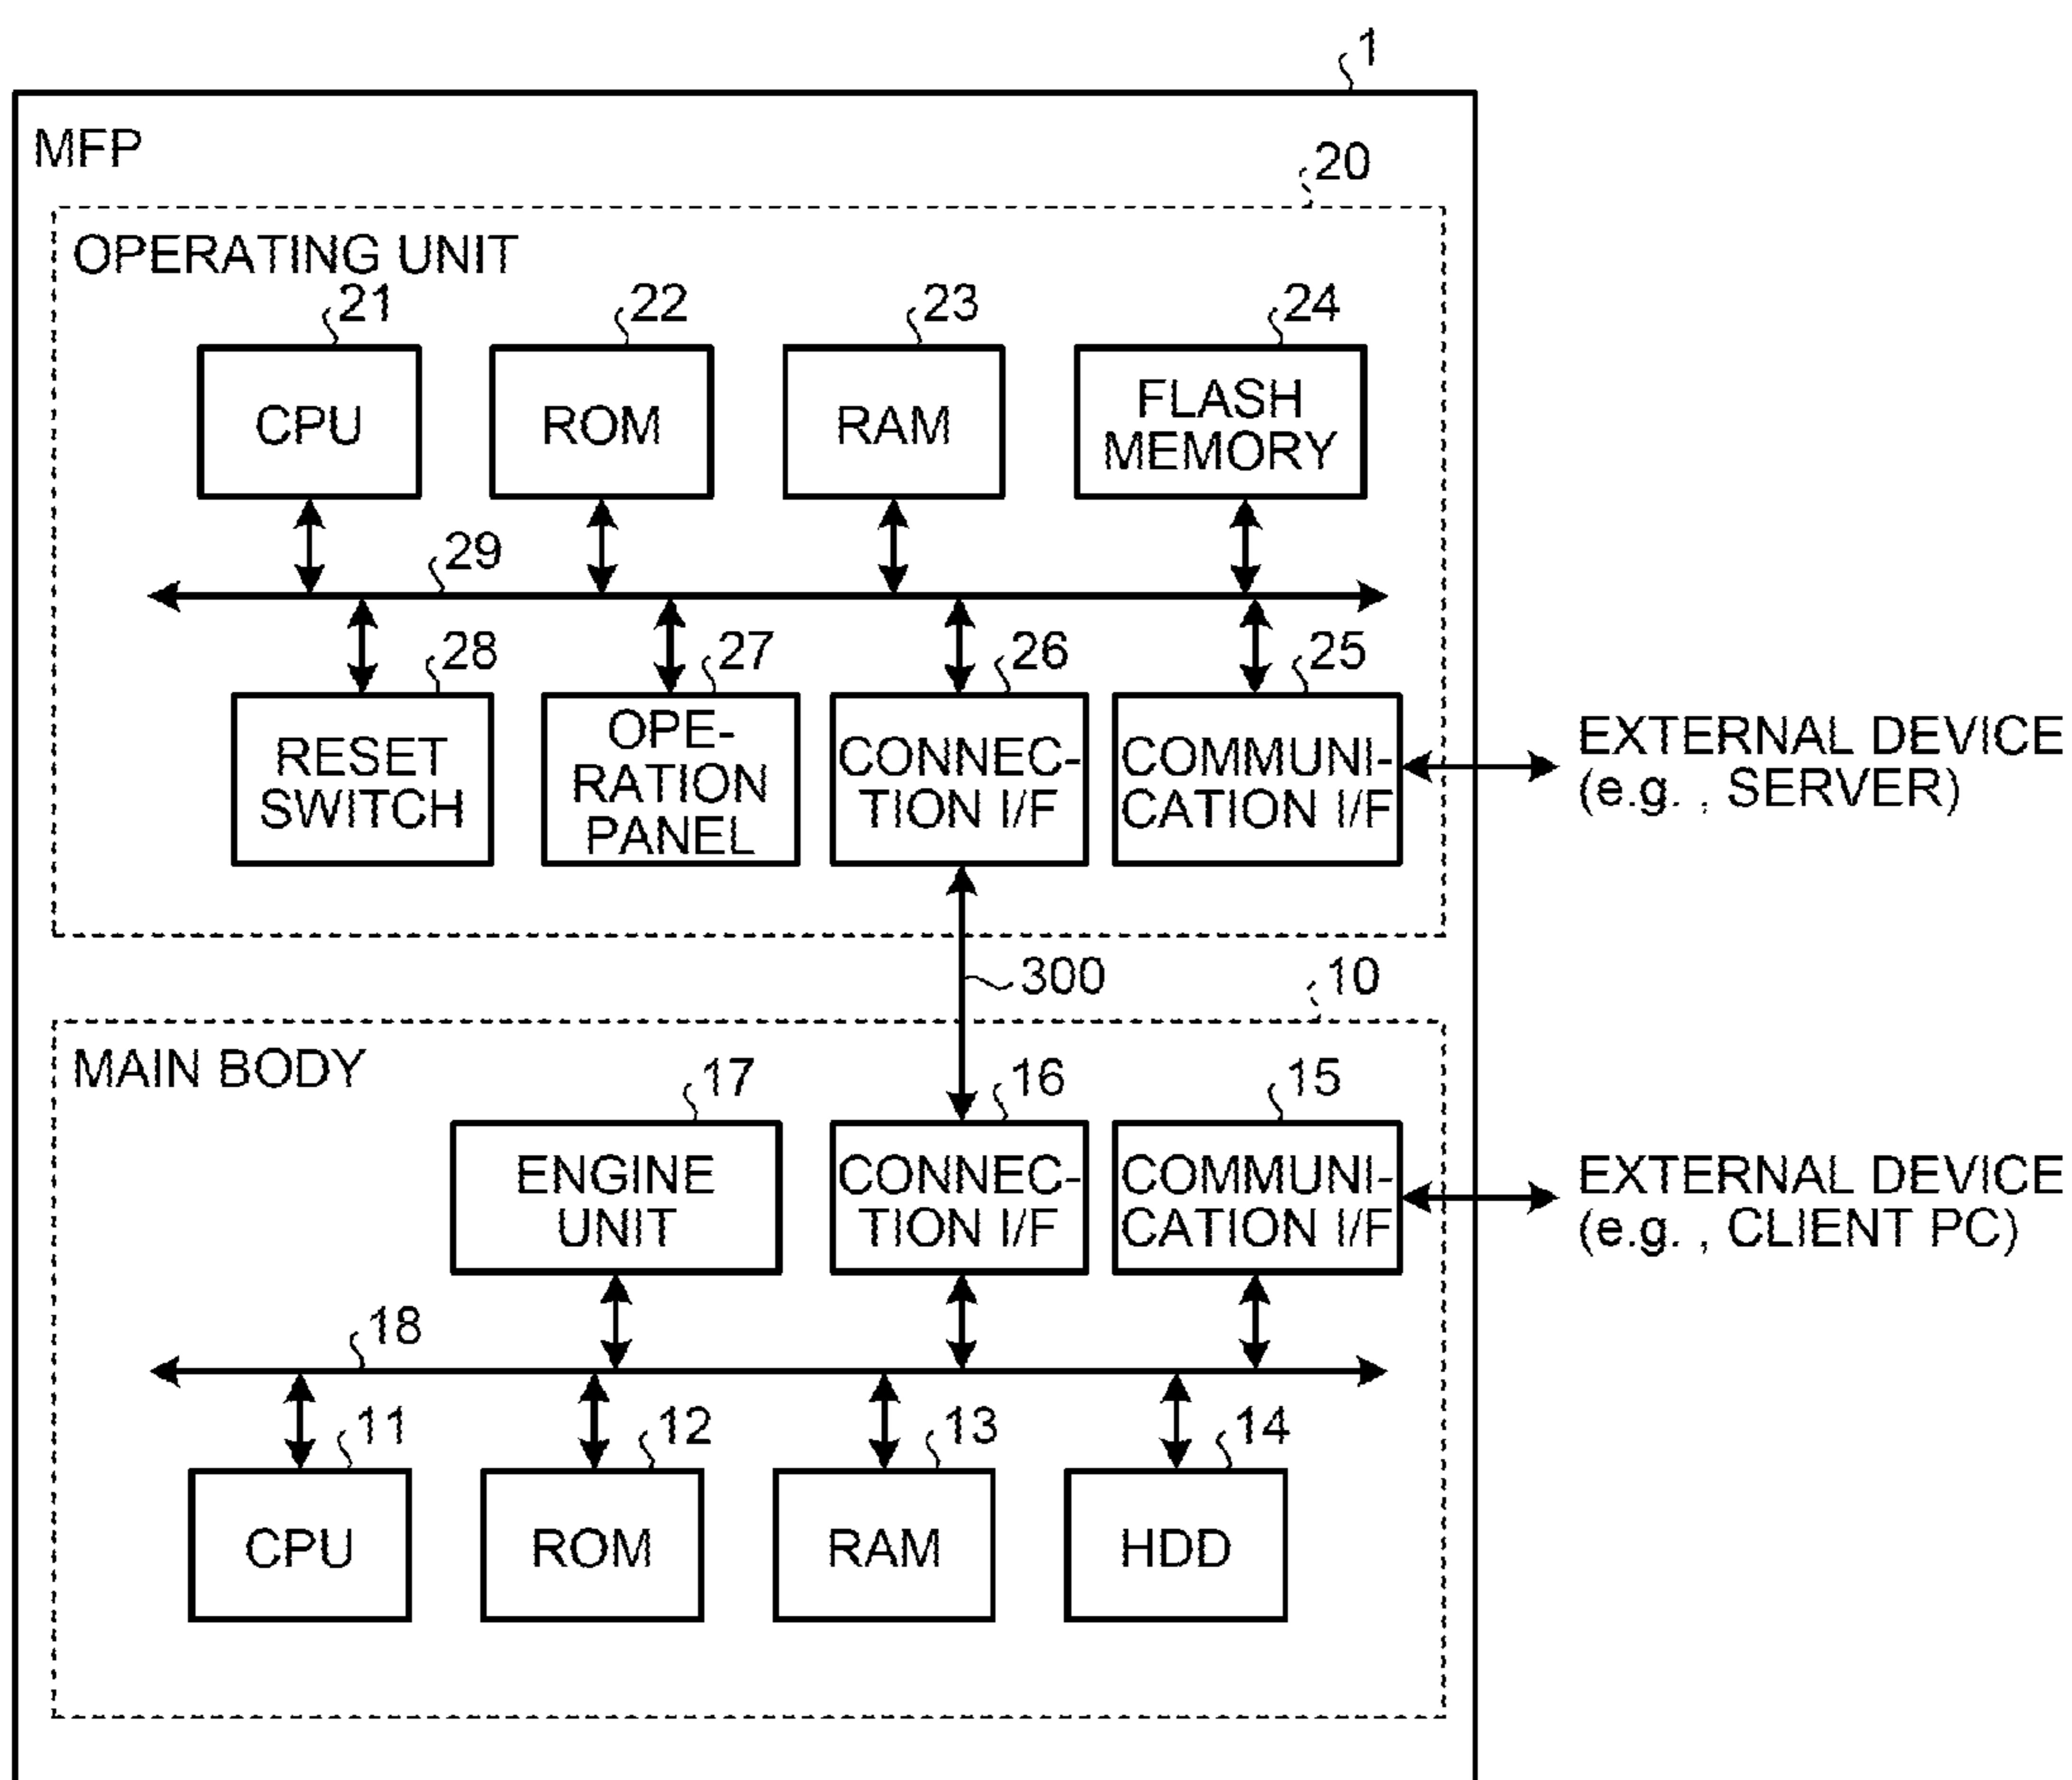 1
MFP
20
OPERATING UNIT
21
22
23
24
CPU
ROM
RAM
FLASH
MEMORY
29
28
27
26
25
RESET
SWITCH
OPE-
RATION
PANEL
CONNEC-
TION I/F
COMMUNI-
CATION I/F
EXTERNAL DEVICE
(e.g. , SERVER)
300
10
MAIN BODY
17
16
15
ENGINE
UNIT
CONNEC-
TION I/F
COMMUNI-
CATION I/F
EXTERNAL DEVICE
(e.g. , CLIENT PC)
18
11
12
13
14
CPU
ROM
RAM
HDD